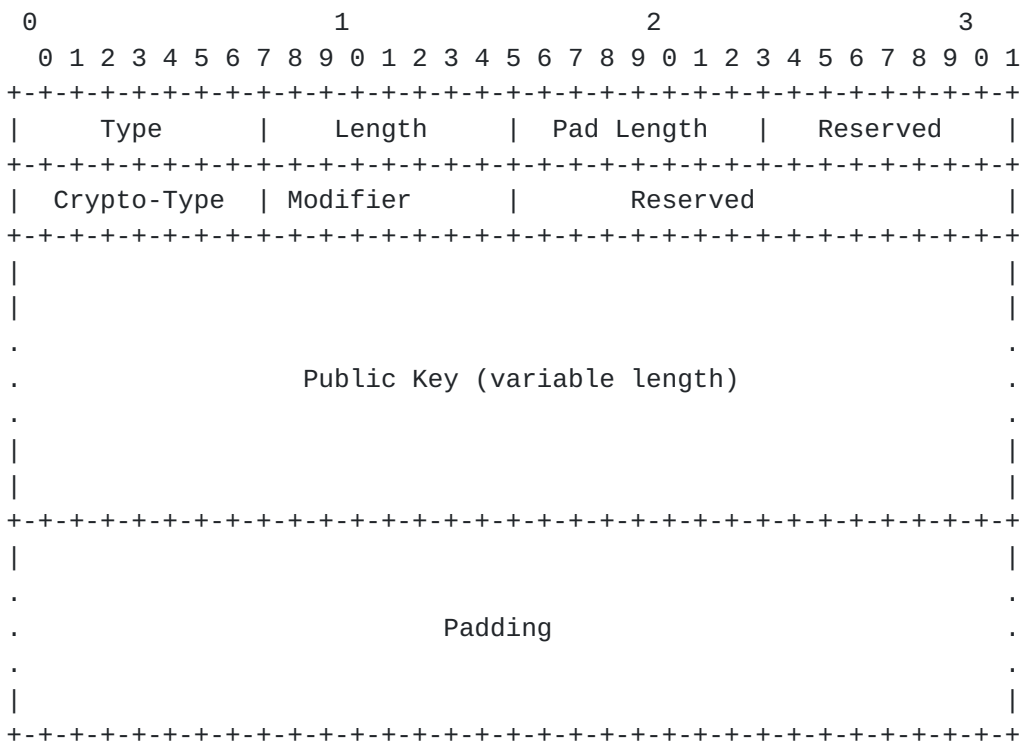 0                   1                   2                   3
 0 1 2 3 4 5 6 7 8 9 0 1 2 3 4 5 6 7 8 9 0 1 2 3 4 5 6 7 8 9 0 1
+-+-+-+-+-+-+-+-+-+-+-+-+-+-+-+-+-+-+-+-+-+-+-+-+-+-+-+-+-+-+-+-+
|     Type      |    Length     |  Pad Length   |   Reserved    |
+-+-+-+-+-+-+-+-+-+-+-+-+-+-+-+-+-+-+-+-+-+-+-+-+-+-+-+-+-+-+-+-+
|  Crypto-Type  | Modifier      |       Reserved                |
+-+-+-+-+-+-+-+-+-+-+-+-+-+-+-+-+-+-+-+-+-+-+-+-+-+-+-+-+-+-+-+-+
|                                                               |
|                                                               |
.                                                               .
.                  Public Key (variable length)                 .
.                                                               .
|                                                               |
|                                                               |
+-+-+-+-+-+-+-+-+-+-+-+-+-+-+-+-+-+-+-+-+-+-+-+-+-+-+-+-+-+-+-+-+
|                                                               |
.                                                               .
.                           Padding                             .
.                                                               .
|                                                               |
+-+-+-+-+-+-+-+-+-+-+-+-+-+-+-+-+-+-+-+-+-+-+-+-+-+-+-+-+-+-+-+-+